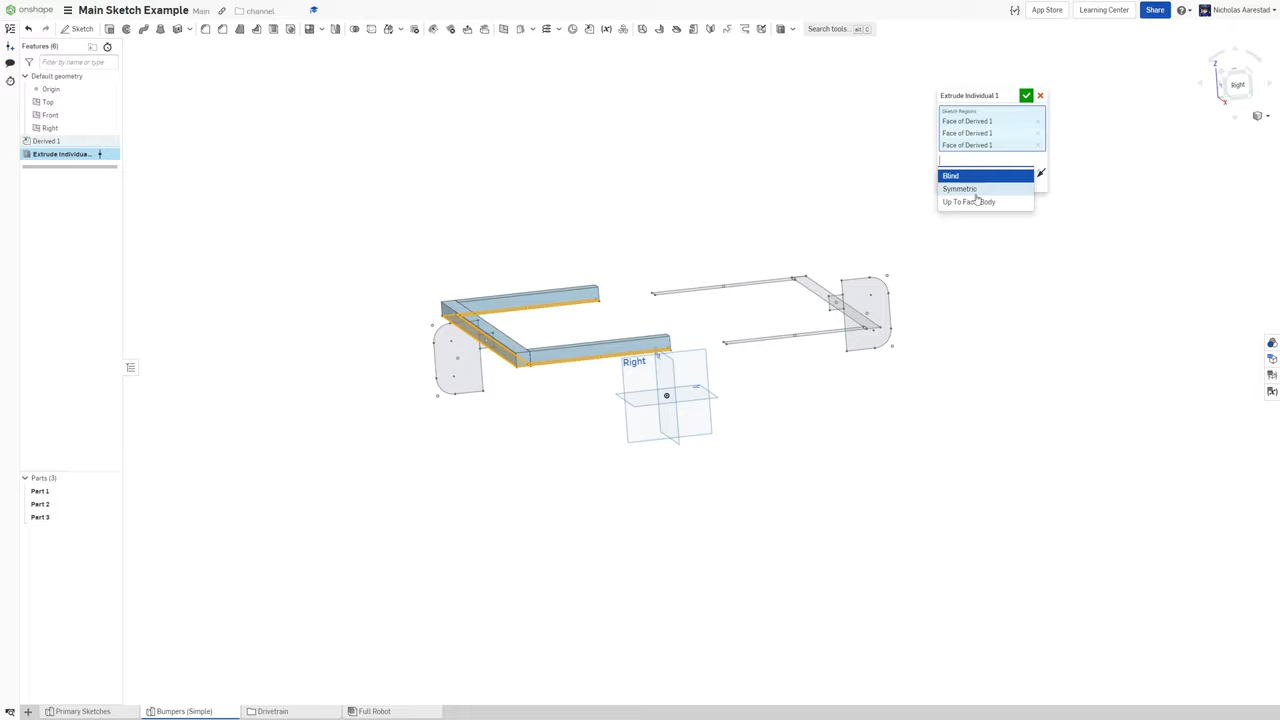 onshape
Main Sketch Example
Main
channel.
App Store
Learning Center
Share
Nicholas Aarestad
Sketch
Search tools...
alt
C
Features (6)
Filter by name or type
Default geometry
Origin
Top
Front
Right
Derived 1
Extrude Individua...
Extrude Individual 1
Sketch Regions
Face of Derived 1
Face of Derived 1
Face of Derived 1
Blind
Symmetric
Up To Face/Body
Z
Right
X
Right
Parts (3)
Part 1
Part 2
Part 3
Primary Sketches
Bumpers (Simple)
Drivetrain
Full Robot